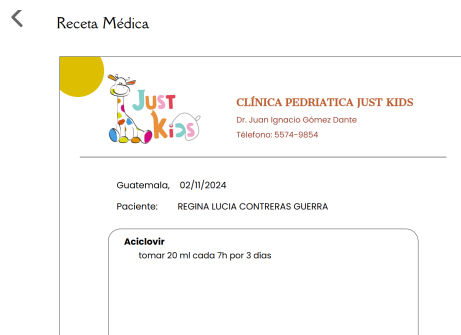 Receta Médica
Just
Kids
CLÍNICA PEDRIATICA JUST KIDS
Dr. Juan Ignacio Gómez Dante
Télefono: 5574-9854
Guatemala, 02/11/2024
Paciente: REGINA LUCIA CONTRERAS GUERRA
Aciclovir
tomar 20 ml cada 7h por 3 dias